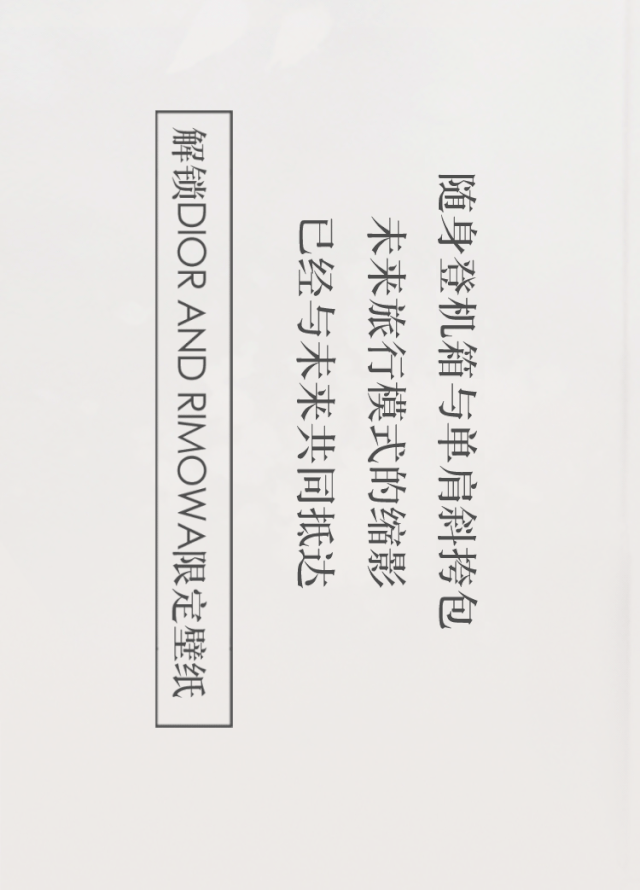 随身登机箱与单肩斜挎包
未来旅行模式的缩影
已经与未来共同抵达
解锁DIOR AND RIMOWA限定壁纸